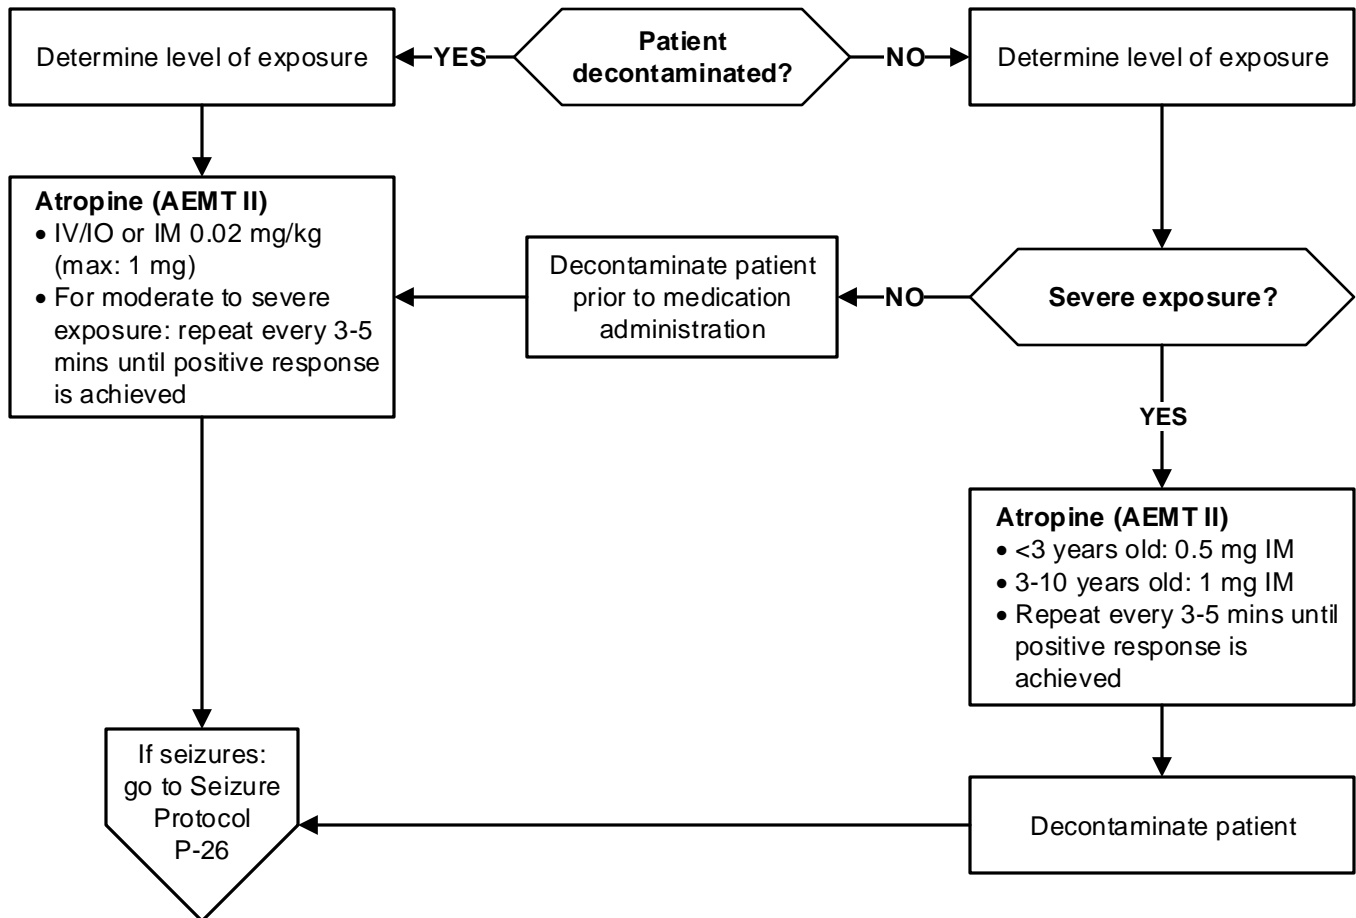 Patient
decontaminated?
YES
NO
Determine level of exposure
Determine level of exposure
Atropine (AEMT II)
• IV/IO or IM 0.02 mg/kg
(max: 1 mg)
• For moderate to severe
exposure: repeat every 3-5
mins until positive response
is achieved
Decontaminate patient
prior to medication
administration
NO
Severe exposure?
YES
Atropine (AEMT II)
• <3 years old: 0.5 mg IM
• 3-10 years old: 1 mg IM
• Repeat every 3-5 mins until
positive response is
achieved
If seizures:
go to Seizure
Protocol
P-26
Decontaminate patient